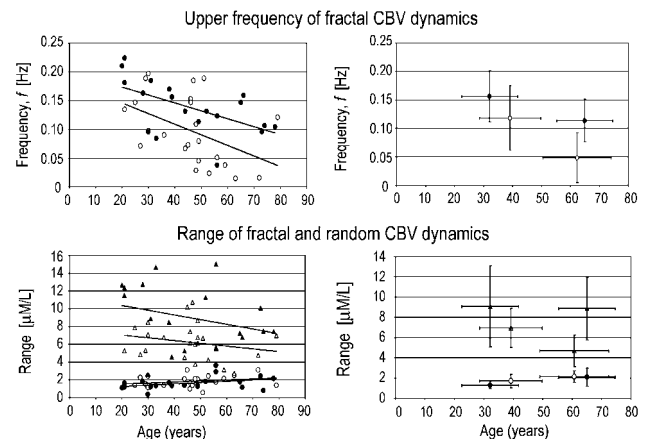 Upper frequency of fractal CBV dynamics
Frequency, f [Hz]
0.25
0.20
0.15
0.10
0.05
0
0 10 20 30 40 50 60 70 80 90
Frequency, f [Hz]
0.25
0.20
0.15
0.10
0.05
0
0 10 20 30 40 50 60 70 80
Range of fractal and random CBV dynamics
Range [µM/L]
16
14
12
10
8
6
4
2
0
0 10 20 30 40 50 60 70 80 90
Age (years)
Range [µM/L]
14
12
10
8
6
4
2
0
0 10 20 30 40 50 60 70 80
Age (years)